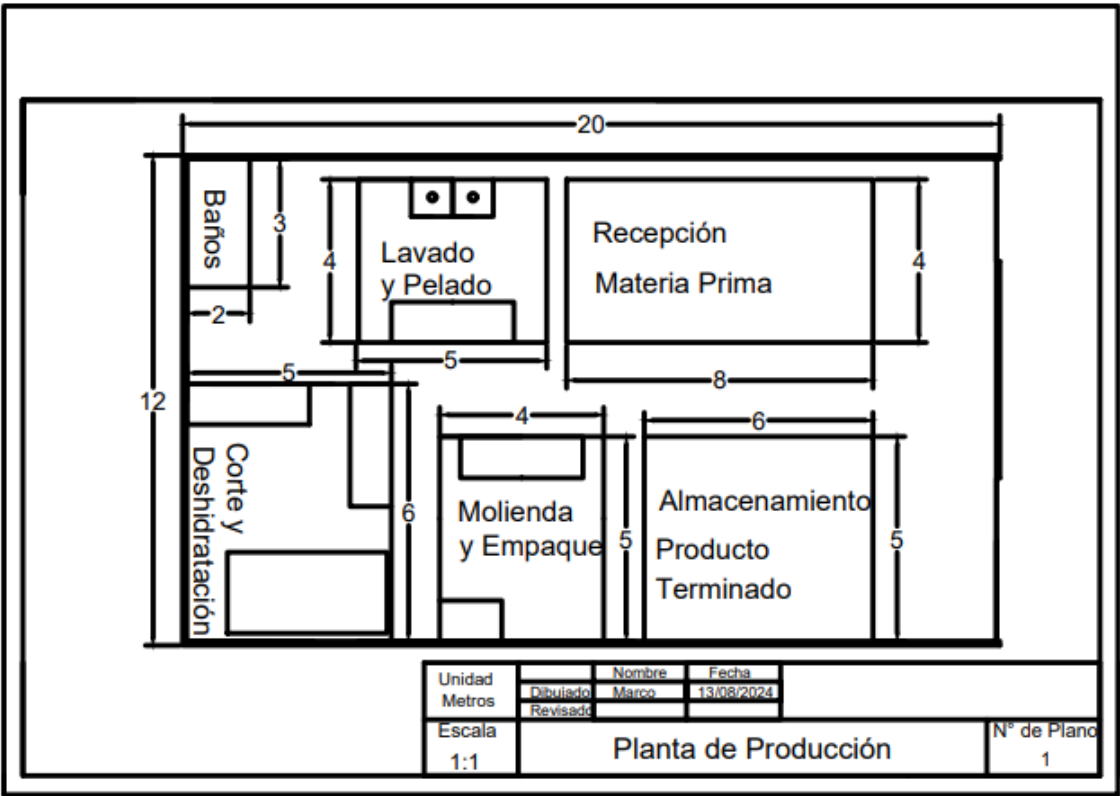 20
Baños
3
2
4
Lavado
y Pelado
5
Recepción
Materia Prima
4
8
12
5
Corte y
Deshidratación
6
4
Molienda
y Empaque
5
6
Almacenamiento
Producto
Terminado
5
Unidad
Metros
Nombre
Fecha
Dibujado
Marco
13/08/2024
Revisado
Escala
1:1
Planta de Producción
N° de Plano
1